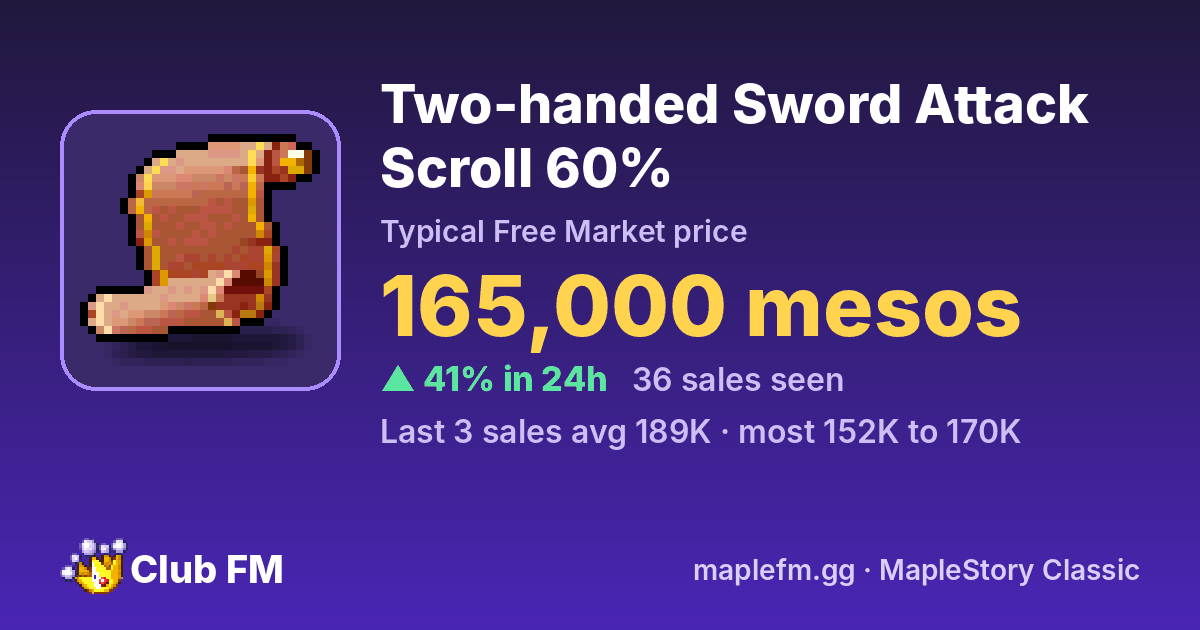 Two-handed Sword Attack
Scroll 60%
Typical Free Market price
165,000 mesos
▲ 41% in 24h 36 sales seen
Last 3 sales avg 189K · most 152K to 170K
Club FM
maplefm.gg · MapleStory Classic